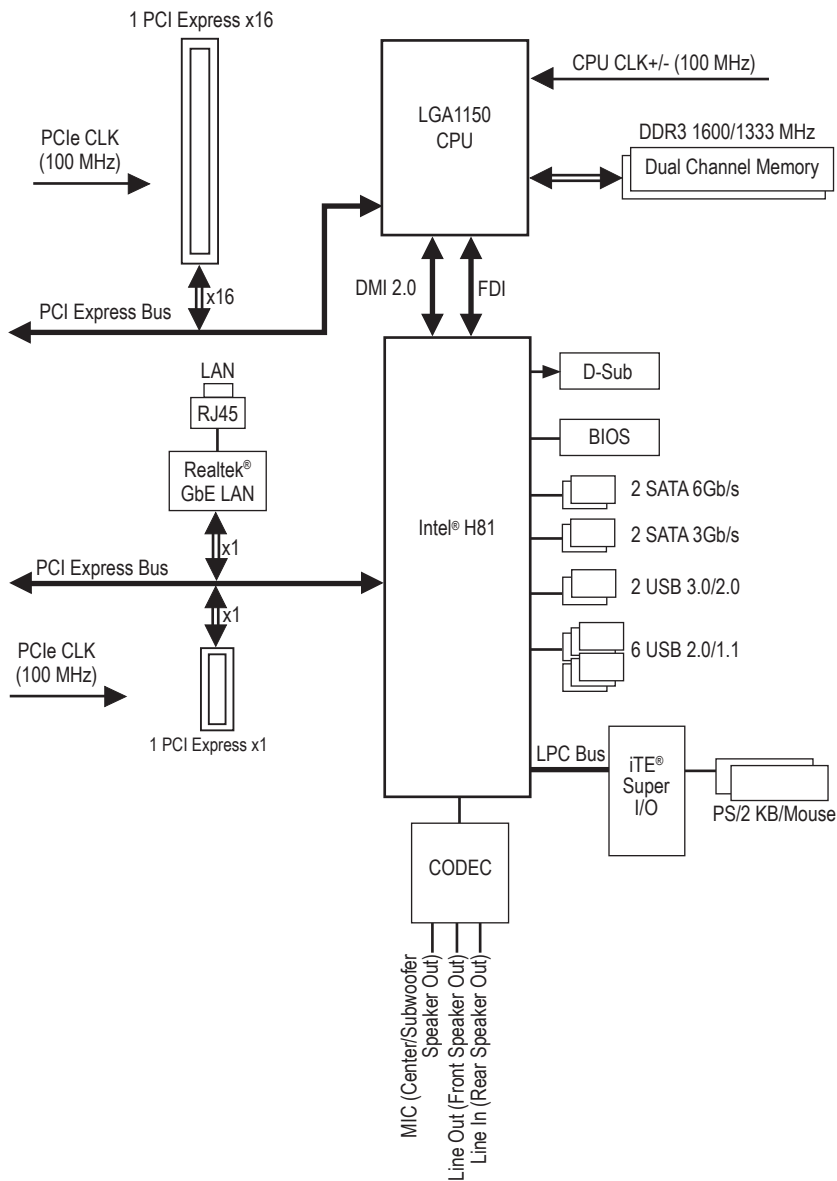 1 PCI Express x16
CPU CLK+/- (100 MHz)
LGA1150
CPU
DDR3 1600/1333 MHz
Dual Channel Memory
PCIe CLK
(100 MHz)
x16
DMI 2.0
FDI
PCI Express Bus
LAN
RJ45
D-Sub
BIOS
Realtek®
GbE LAN
2 SATA 6Gb/s
Intel® H81
2 SATA 3Gb/s
x1
PCI Express Bus
2 USB 3.0/2.0
x1
PCIe CLK
(100 MHz)
6 USB 2.0/1.1
1 PCI Express x1
LPC Bus
iTE®
Super
I/O
PS/2 KB/Mouse
CODEC
MIC (Center/Subwoofer
Speaker Out)
Line Out (Front Speaker Out)
Line In (Rear Speaker Out)